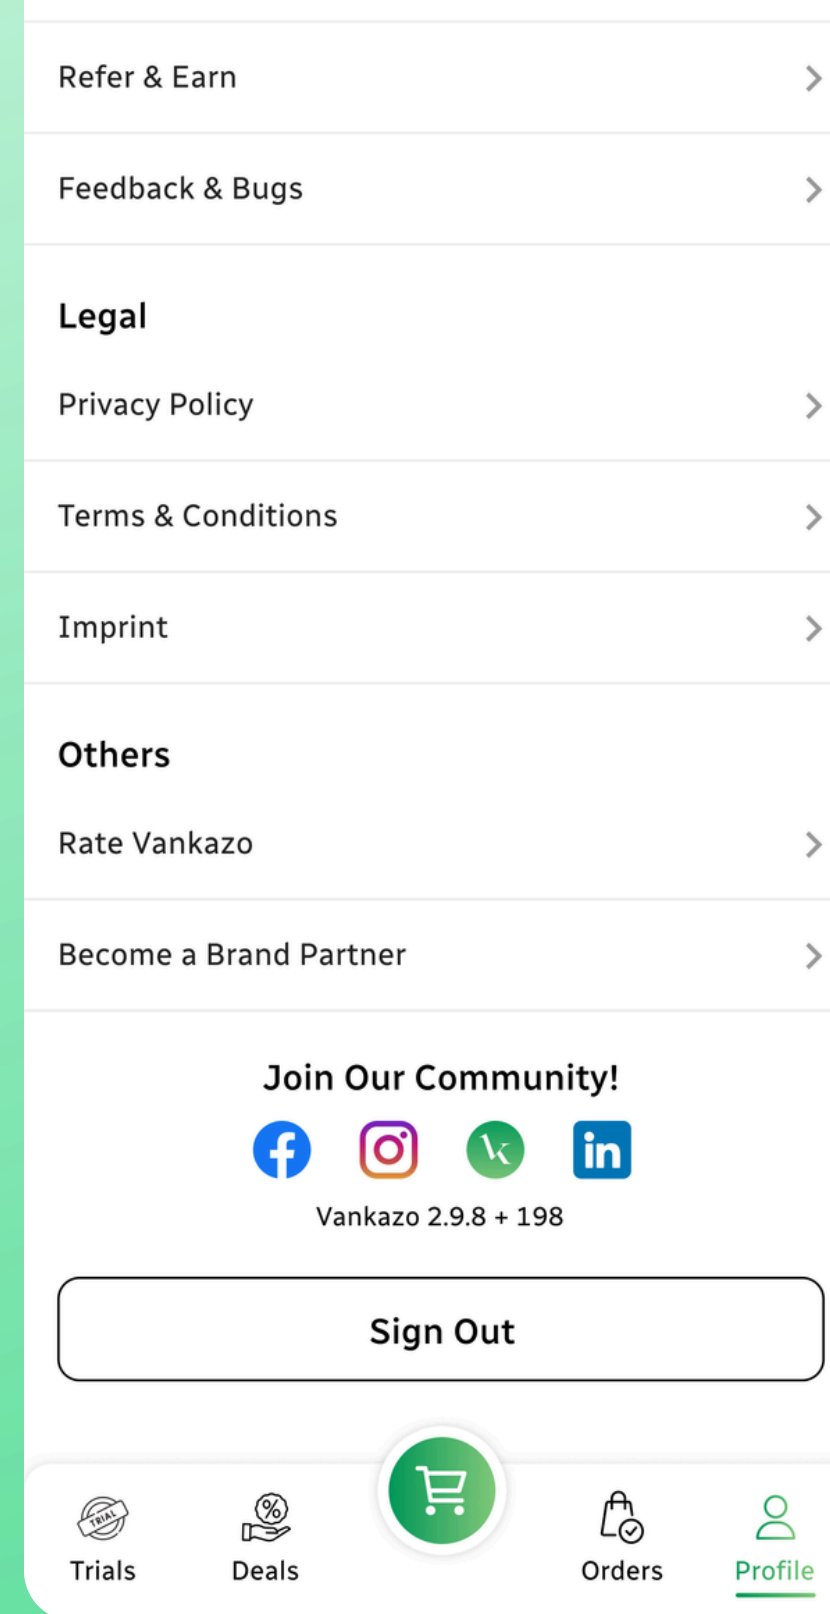 Refer & Earn
Feedback & Bugs
Legal
Privacy Policy
Terms & Conditions
Imprint
Others
Rate Vankazo
Become a Brand Partner
Join Our Community!
in
Vankazo 2.9.8 + 198
Sign Out
TRIAL
Trials
Deals
Orders
Profile